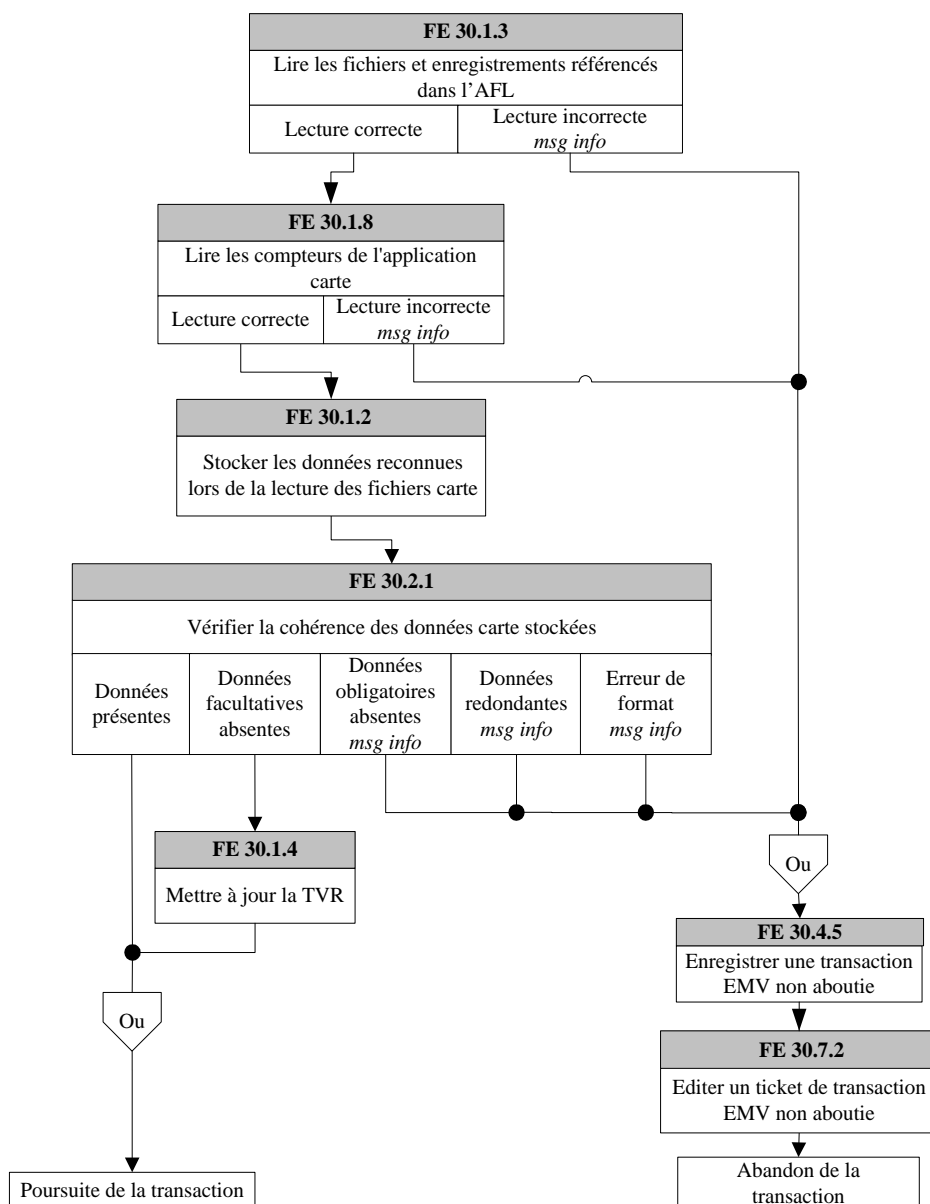 FE 30.1.3
Lire les fichiers et enregistrements référencés
dans l'AFL
Lecture correcte
Lecture incorrecte
msg info
FE 30.1.8
Lire les compteurs de l'application
carte
Lecture correcte
Lecture incorrecte
msg info
FE 30.1.2
Stocker les données reconnues
lors de la lecture des fichiers carte
FE 30.2.1
Vérifier la cohérence des données carte stockées
Données
présentes
Données
facultatives
absentes
Données
obligatoires
absentes
msg info
Données
redondantes
msg info
Erreur de
format
msg info
FE 30.1.4
Mettre à jour la TVR
Ou
Ou
FE 30.4.5
Enregistrer une transaction
EMV non aboutie
FE 30.7.2
Editer un ticket de transaction
EMV non aboutie
Poursuite de la transaction
Abandon de la
transaction